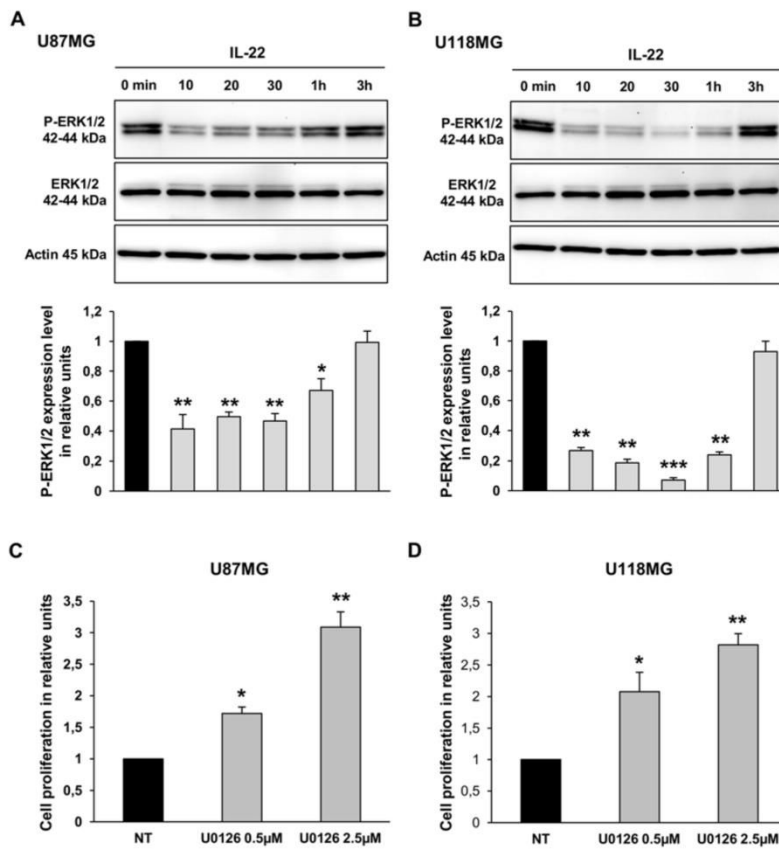 A
U87MG
IL-22
0 min 10 20 30 1h 3h
P-ERK1/2
42-44 kDa
ERK1/2
42-44 kDa
Actin 45 kDa
P-ERK1/2 expression level
in relative units
1,2
1
0,8
0,6
0,4
0,2
0
** ** ** *
B
U118MG
IL-22
0 min 10 20 30 1h 3h
P-ERK1/2
42-44 kDa
ERK1/2
42-44 kDa
Actin 45 kDa
P-ERK1/2 expression level
in relative units
1,2
1
0,8
0,6
0,4
0,2
0
** ** *** **
C
U87MG
Cell proliferation in relative units
3,5
3
2,5
2
1,5
1
0,5
0
* **
NT U0126 0.5µM U0126 2.5µM
D
U118MG
Cell proliferation in relative units
3,5
3
2,5
2
1,5
1
0,5
0
* **
NT U0126 0.5µM U0126 2.5µM